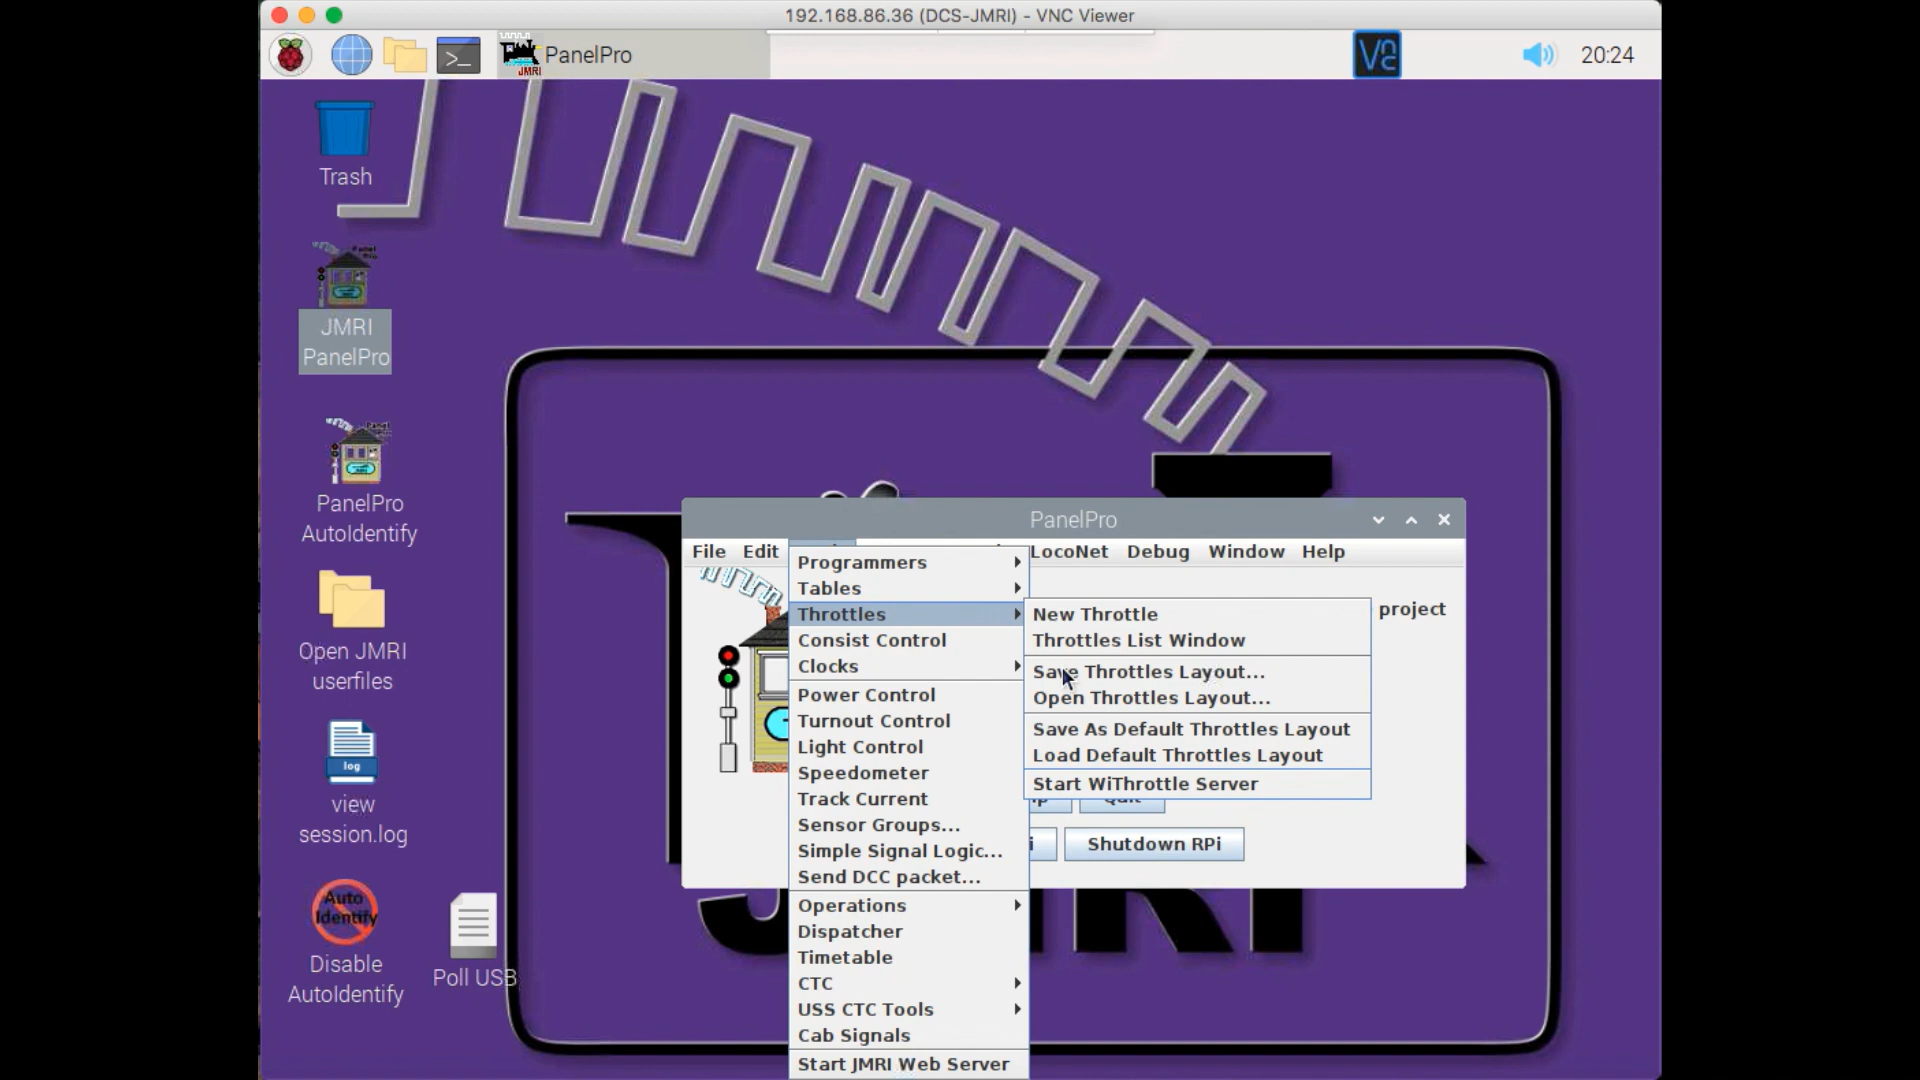 192.168.86.36 (DCS-JMRI) - VNC Viewer
PanelPro
JMRI
20:24
Trash
JMRI
PanelPro
PanelPro
AutoIdentify
Open JMRI
userfiles
log
view
session.log
Auto
Identify
Disable
AutoIdentify
Poll USB
PanelPro
File Edit LocoNet Debug Window Help
Programmers
Tables
Throttles
Consist Control
Clocks
Power Control
Turnout Control
Light Control
Speedometer
Track Current
Sensor Groups...
Simple Signal Logic...
Send DCC packet...
Operations
Dispatcher
Timetable
CTC
USS CTC Tools
Cab Signals
Start JMRI Web Server
New Throttle
Throttles List Window
Save Throttles Layout...
Open Throttles Layout...
Save As Default Throttles Layout
Load Default Throttles Layout
Start WiThrottle Server
project
Shutdown RPi